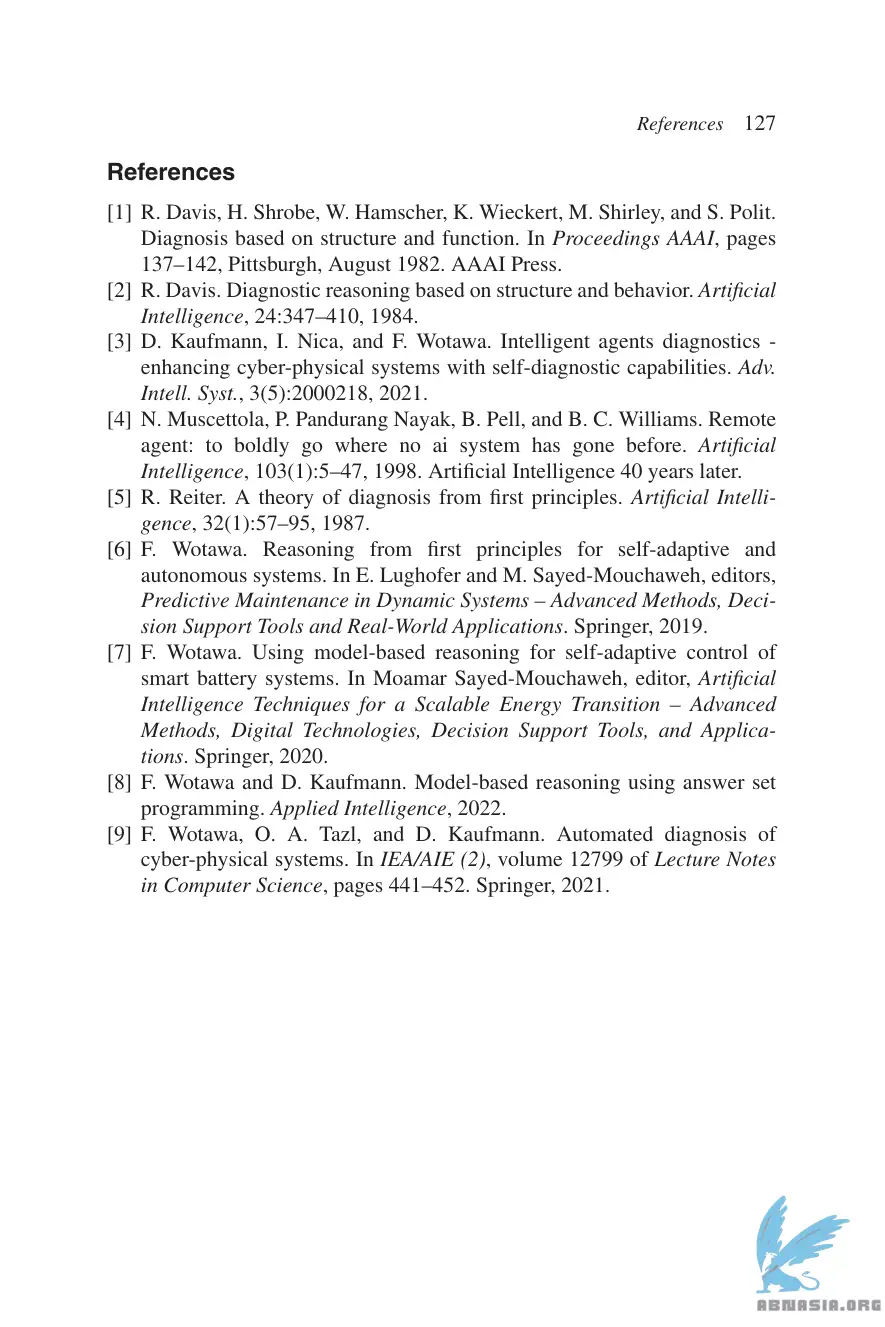 References 127
References
[1] R. Davis, H. Shrobe, W. Hamscher, K. Wieckert, M. Shirley, and S. Polit.
Diagnosis based on structure and function. In Proceedings AAAI, pages
137–142, Pittsburgh, August 1982. AAAI Press.
[2] R. Davis. Diagnostic reasoning based on structure and behavior. Artificial
Intelligence, 24:347–410, 1984.
[3] D. Kaufmann, I. Nica, and F. Wotawa. Intelligent agents diagnostics -
enhancing cyber-physical systems with self-diagnostic capabilities. Adv.
Intell. Syst., 3(5):2000218, 2021.
[4] N. Muscettola, P. Pandurang Nayak, B. Pell, and B. C. Williams. Remote
agent: to boldly go where no ai system has gone before. Artificial
Intelligence, 103(1):5–47, 1998. Artificial Intelligence 40 years later.
[5] R. Reiter. A theory of diagnosis from first principles. Artificial Intelli-
gence, 32(1):57–95, 1987.
[6] F. Wotawa. Reasoning from first principles for self-adaptive and
autonomous systems. In E. Lughofer and M. Sayed-Mouchaweh, editors,
Predictive Maintenance in Dynamic Systems – Advanced Methods, Deci-
sion Support Tools and Real-World Applications. Springer, 2019.
[7] F. Wotawa. Using model-based reasoning for self-adaptive control of
smart battery systems. In Moamar Sayed-Mouchaweh, editor, Artificial
Intelligence Techniques for a Scalable Energy Transition – Advanced
Methods, Digital Technologies, Decision Support Tools, and Applica-
tions. Springer, 2020.
[8] F. Wotawa and D. Kaufmann. Model-based reasoning using answer set
programming. Applied Intelligence, 2022.
[9] F. Wotawa, O. A. Tazl, and D. Kaufmann. Automated diagnosis of
cyber-physical systems. In IEA/AIE (2), volume 12799 of Lecture Notes
in Computer Science, pages 441–452. Springer, 2021.
ABNASIA.ORG